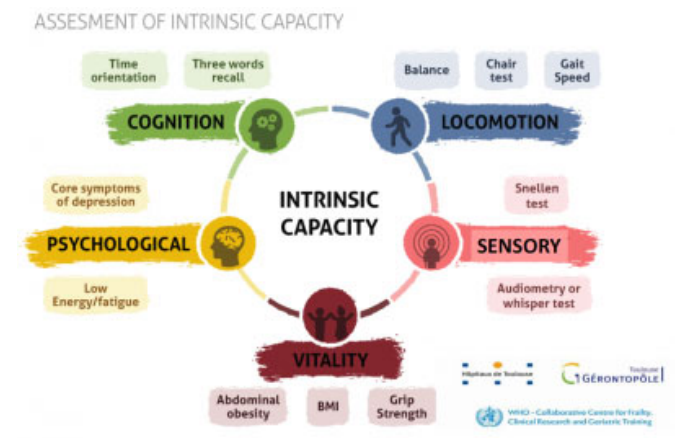 ASSESMENT OF INTRINSIC CAPACITY
Time
orientation
Three words
recall
Balance
Chair
test
Gait
Speed
COGNITION
LOCOMOTION
Core symptoms
of depression
Snellen
test
INTRINSIC
CAPACITY
PSYCHOLOGICAL
SENSORY
Low
Energy/fatigue
Audiometry or
whisper test
VITALITY
Abdominal
obesity
BMI
Grip
Strength
Hôpitaux de Toulouse
Toulouse
GÉRONTOPÔLE
WHO - Collaborative Centre for Frailty,
Clinical Research and Geriatric Training